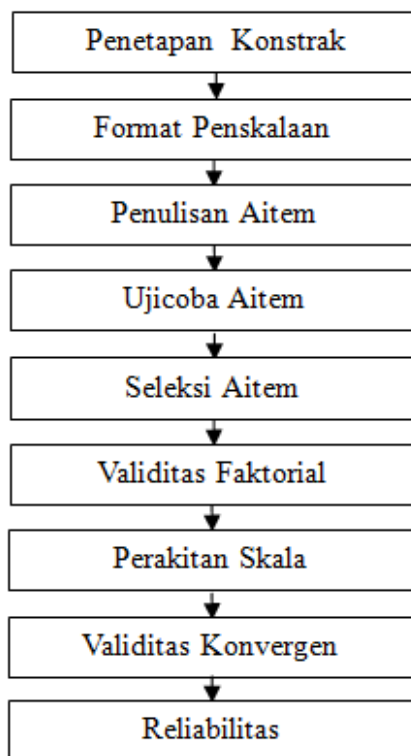 Penetapan Konstrak
Format Penskalaan
Penulisan Aitem
Ujicoba Aitem
Seleksi Aitem
Validitas Faktorial
Perakitan Skala
Validitas Konvergen
Reliabilitas